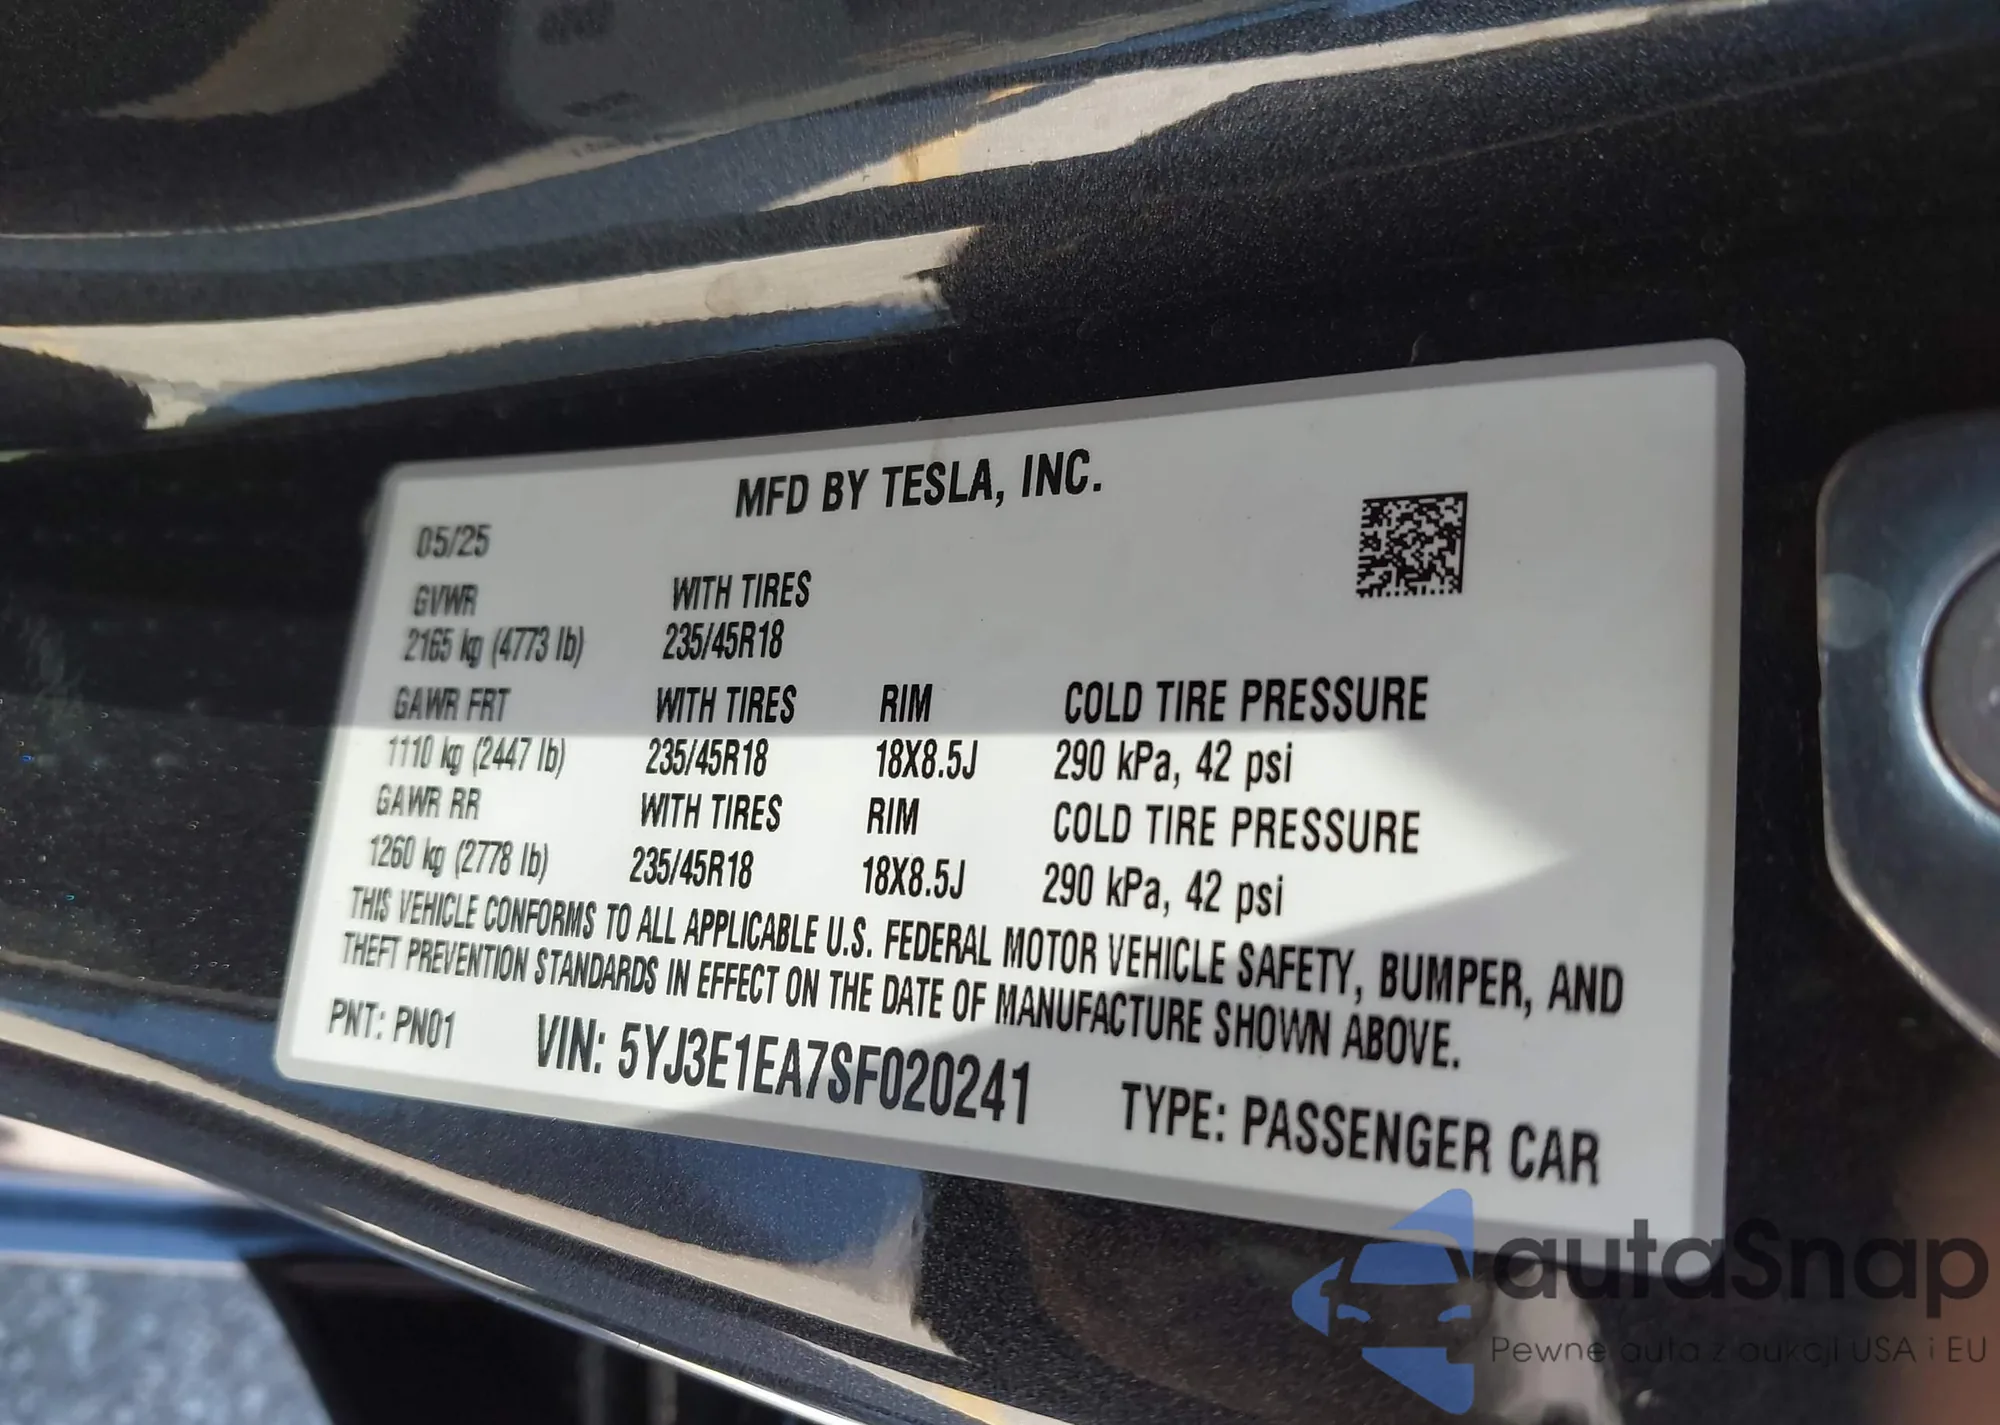 MFD BY TESLA, INC.
05/25
GVWR WITH TIRES
2165 kg (4773 lb) 235/45R18
GAWR FRT WITH TIRES RIM COLD TIRE PRESSURE
1110 kg (2447 lb) 235/45R18 18X8.5J 290 kPa, 42 psi
GAWR RR WITH TIRES RIM COLD TIRE PRESSURE
1260 kg (2778 lb) 235/45R18 18X8.5J 290 kPa, 42 psi
THIS VEHICLE CONFORMS TO ALL APPLICABLE U.S. FEDERAL MOTOR VEHICLE SAFETY, BUMPER, AND
THEFT PREVENTION STANDARDS IN EFFECT ON THE DATE OF MANUFACTURE SHOWN ABOVE.
PNT: PN01 VIN: 5YJ3E1EA7SF020241 TYPE: PASSENGER CAR
autaSnap
Pewne auta z aukcji USA i EU